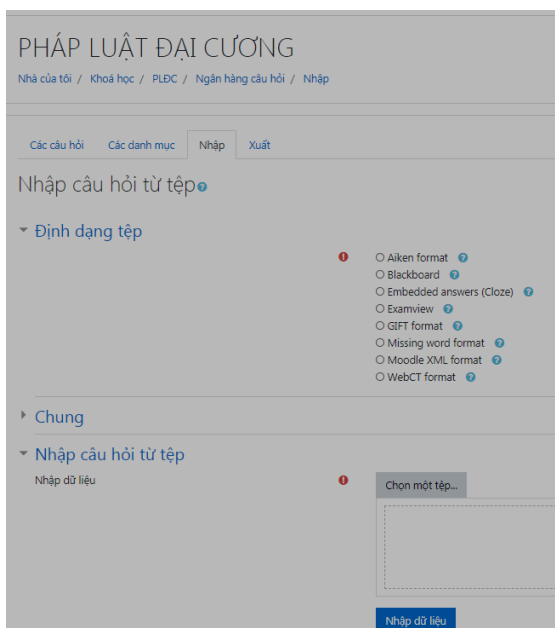 PHÁP LUẬT ĐẠI CƯƠNG
Nhà của tôi / Khoá học / PLĐC / Ngân hàng câu hỏi / Nhập
Các câu hỏi Các danh mục Nhập Xuất
Nhập câu hỏi từ tệp
Định dạng tệp
Aiken format
Blackboard
Embedded answers (Cloze)
Examview
GIFT format
Missing word format
Moodle XML format
WebCT format
Chung
Nhập câu hỏi từ tệp
Nhập dữ liệu
Chọn một tệp...
Nhập dữ liệu